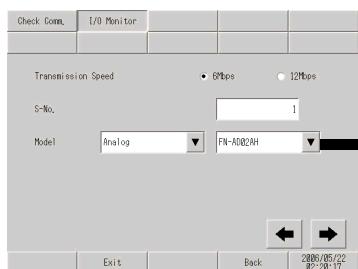 Check Comm. I/O Monitor
Transmission Speed 6Mbps 12Mbps
S-No. 1
Model Analog FN-AD02AH
Exit Back 2006/05/22
02:20:17